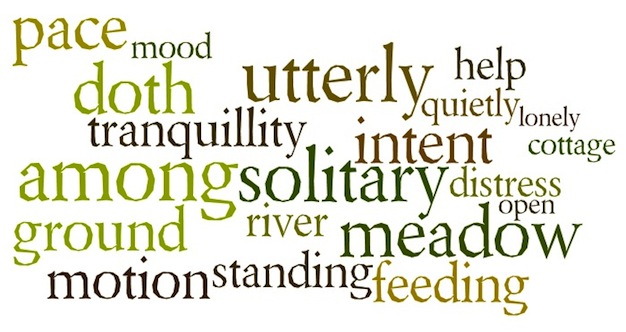 pace mood
doth utterly help
quietly lonely
tranquillity intent cottage
among solitary distress
open
ground river meadow
motion standing feeding